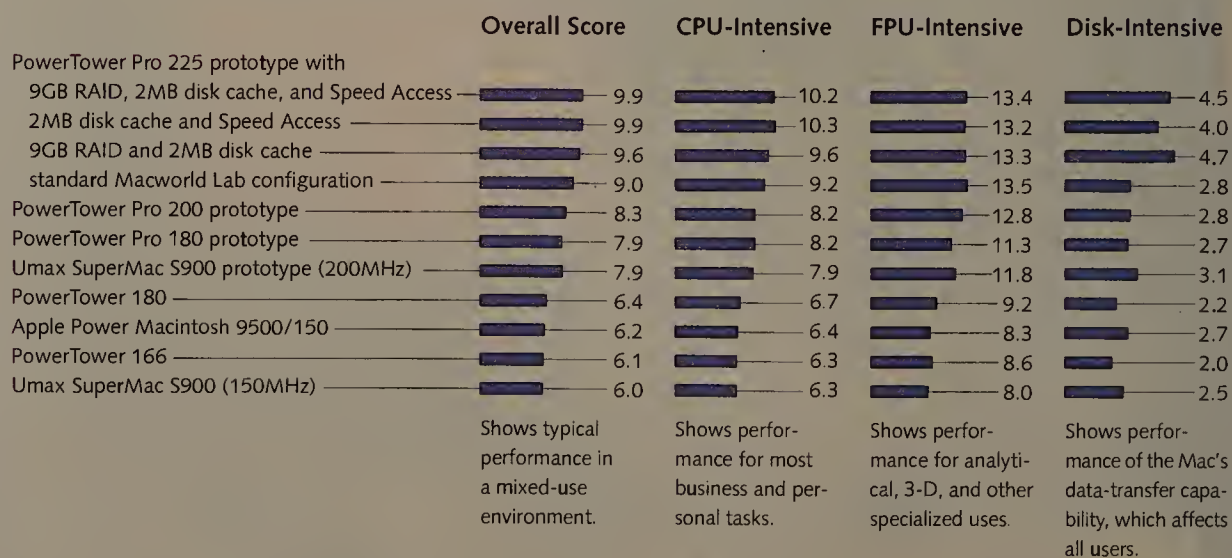 Overall Score CPU-Intensive FPU-Intensive Disk-Intensive
PowerTower Pro 225 prototype with
9GB RAID, 2MB disk cache, and Speed Access 9.9 10.2 13.4 4.5
2MB disk cache and Speed Access 9.9 10.3 13.2 4.0
9GB RAID and 2MB disk cache 9.6 9.6 13.3 4.7
standard Macworld Lab configuration 9.0 9.2 13.5 2.8
PowerTower Pro 200 prototype 8.3 8.2 12.8 2.8
PowerTower Pro 180 prototype 7.9 8.2 11.3 2.7
Umax SuperMac S900 prototype (200MHz) 7.9 7.9 11.8 3.1
PowerTower 180 6.4 6.7 9.2 2.2
Apple Power Macintosh 9500/150 6.2 6.4 8.3 2.7
PowerTower 166 6.1 6.3 8.6 2.0
Umax SuperMac S900 (150MHz) 6.0 6.3 8.0 2.5
Shows typical
performance in
a mixed-use
environment.
Shows perfor-
mance for most
business and per-
sonal tasks.
Shows perfor-
mance for analyti-
cal, 3-D, and other
specialized uses.
Shows perfor-
mance of the Mac's
data-transfer capa-
bility, which affects
all users.